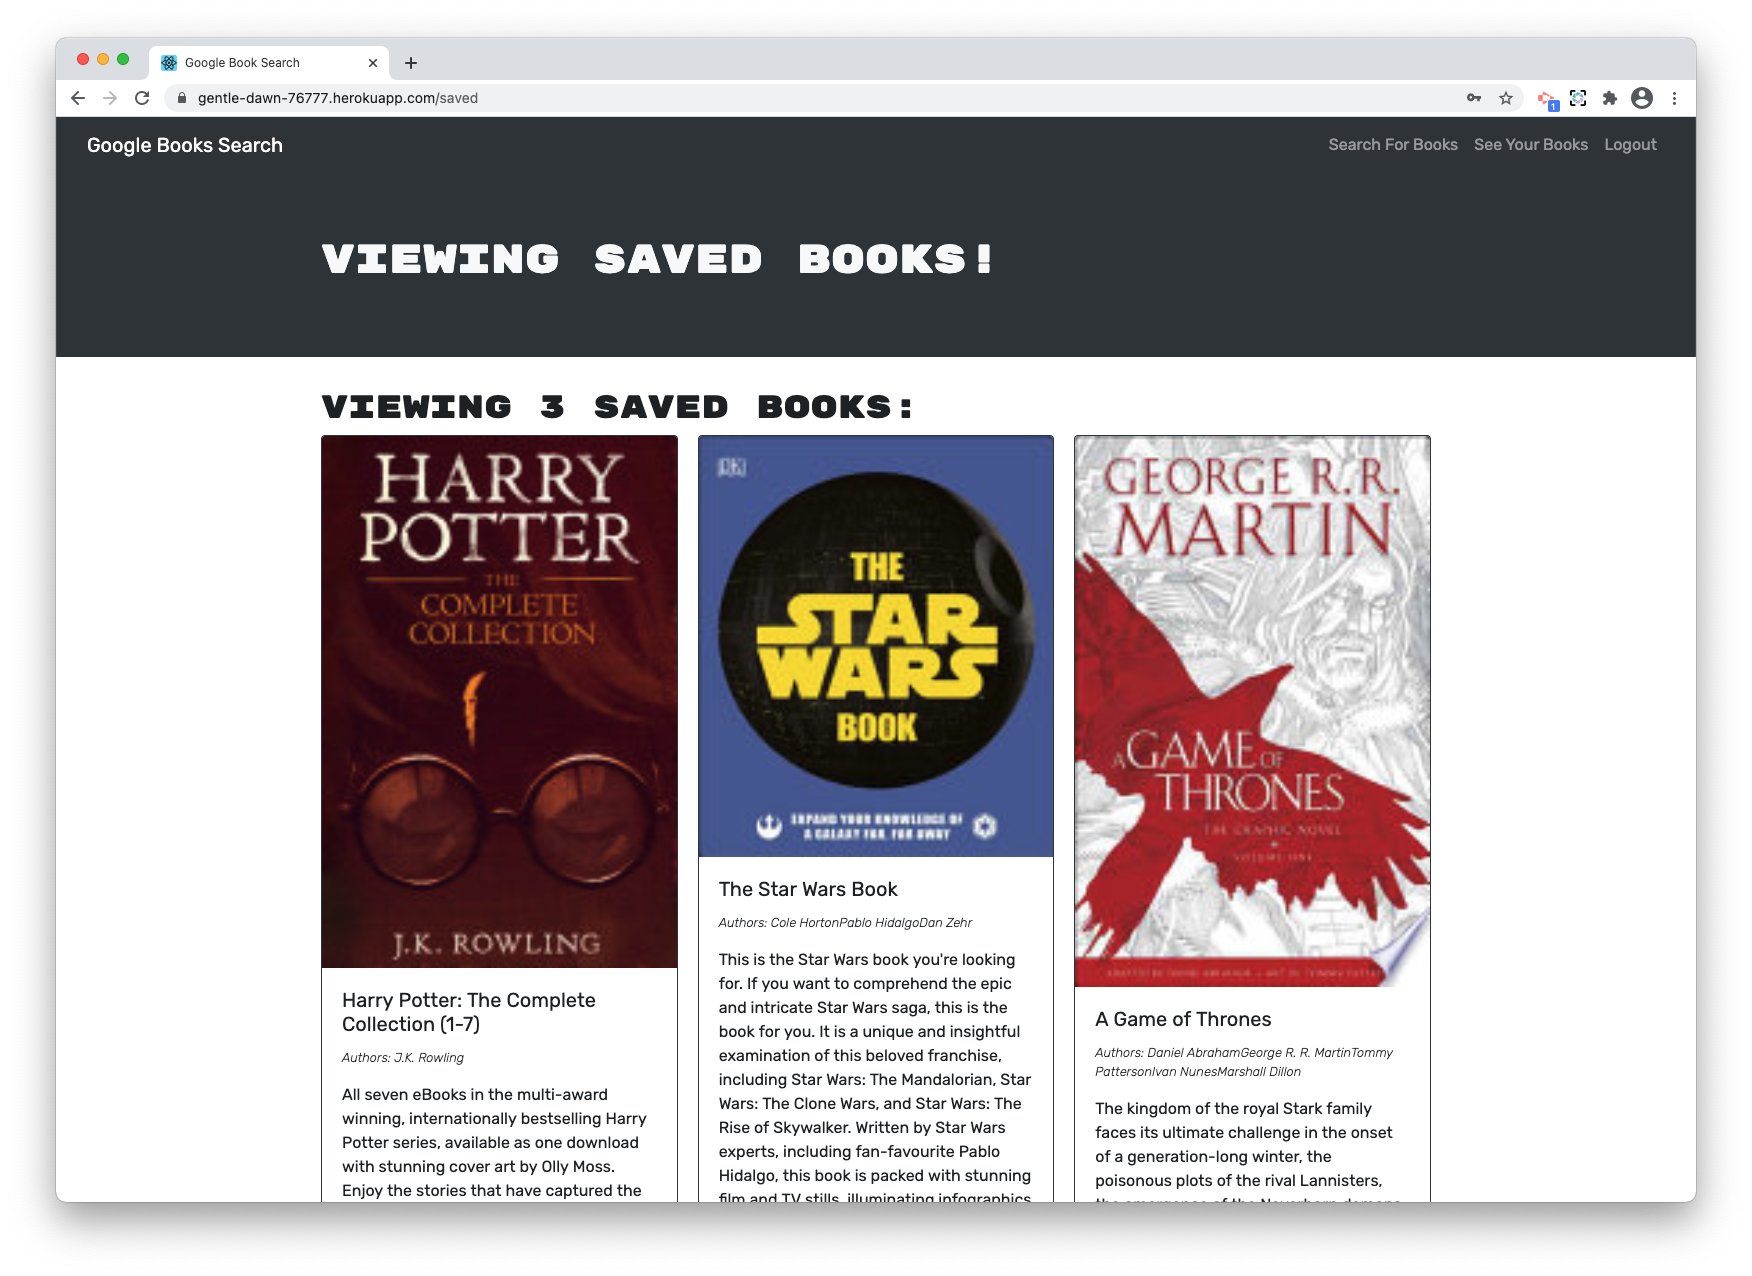 Google Book Search
gentle-dawn-76777.herokuapp.com/saved
1
Google Books Search
Search For Books
See Your Books
Logout
VIEWING SAVED BOOKS!
VIEWING 3 SAVED BOOKS:
HARRY
POTTER
THE
COMPLETE
COLLECTION
J.K. ROWLING
Harry Potter: The Complete
Collection (1-7)
Authors: J.K. Rowling
All seven eBooks in the multi-award
winning, internationally bestselling Harry
Potter series, available as one download
with stunning cover art by Olly Moss.
Enjoy the stories that have captured the
DK
THE
STAR
WARS
BOOK
EXPAND YOUR KNOWLEDGE OF
A GALAXY FAR, FAR AWAY
The Star Wars Book
Authors: Cole HortonPablo HidalgoDan Zehr
This is the Star Wars book you're looking
for. If you want to comprehend the epic
and intricate Star Wars saga, this is the
book for you. It is a unique and insightful
examination of this beloved franchise,
including Star Wars: The Mandalorian, Star
Wars: The Clone Wars, and Star Wars: The
Rise of Skywalker. Written by Star Wars
experts, including fan-favourite Pablo
Hidalgo, this book is packed with stunning
film and TV stills, illuminating infographics
GEORGE R.R.
MARTIN
A GAME OF
THRONES
THE GRAPHIC NOVEL
VOLUME ONE
A Game of Thrones
Authors: Daniel AbrahamGeorge R. R. MartinTommy
PattersonIvan NunesMarshall Dillon
The kingdom of the royal Stark family
faces its ultimate challenge in the onset
of a generation-long winter, the
poisonous plots of the rival Lannisters,
the emergence of the Neverborn demons